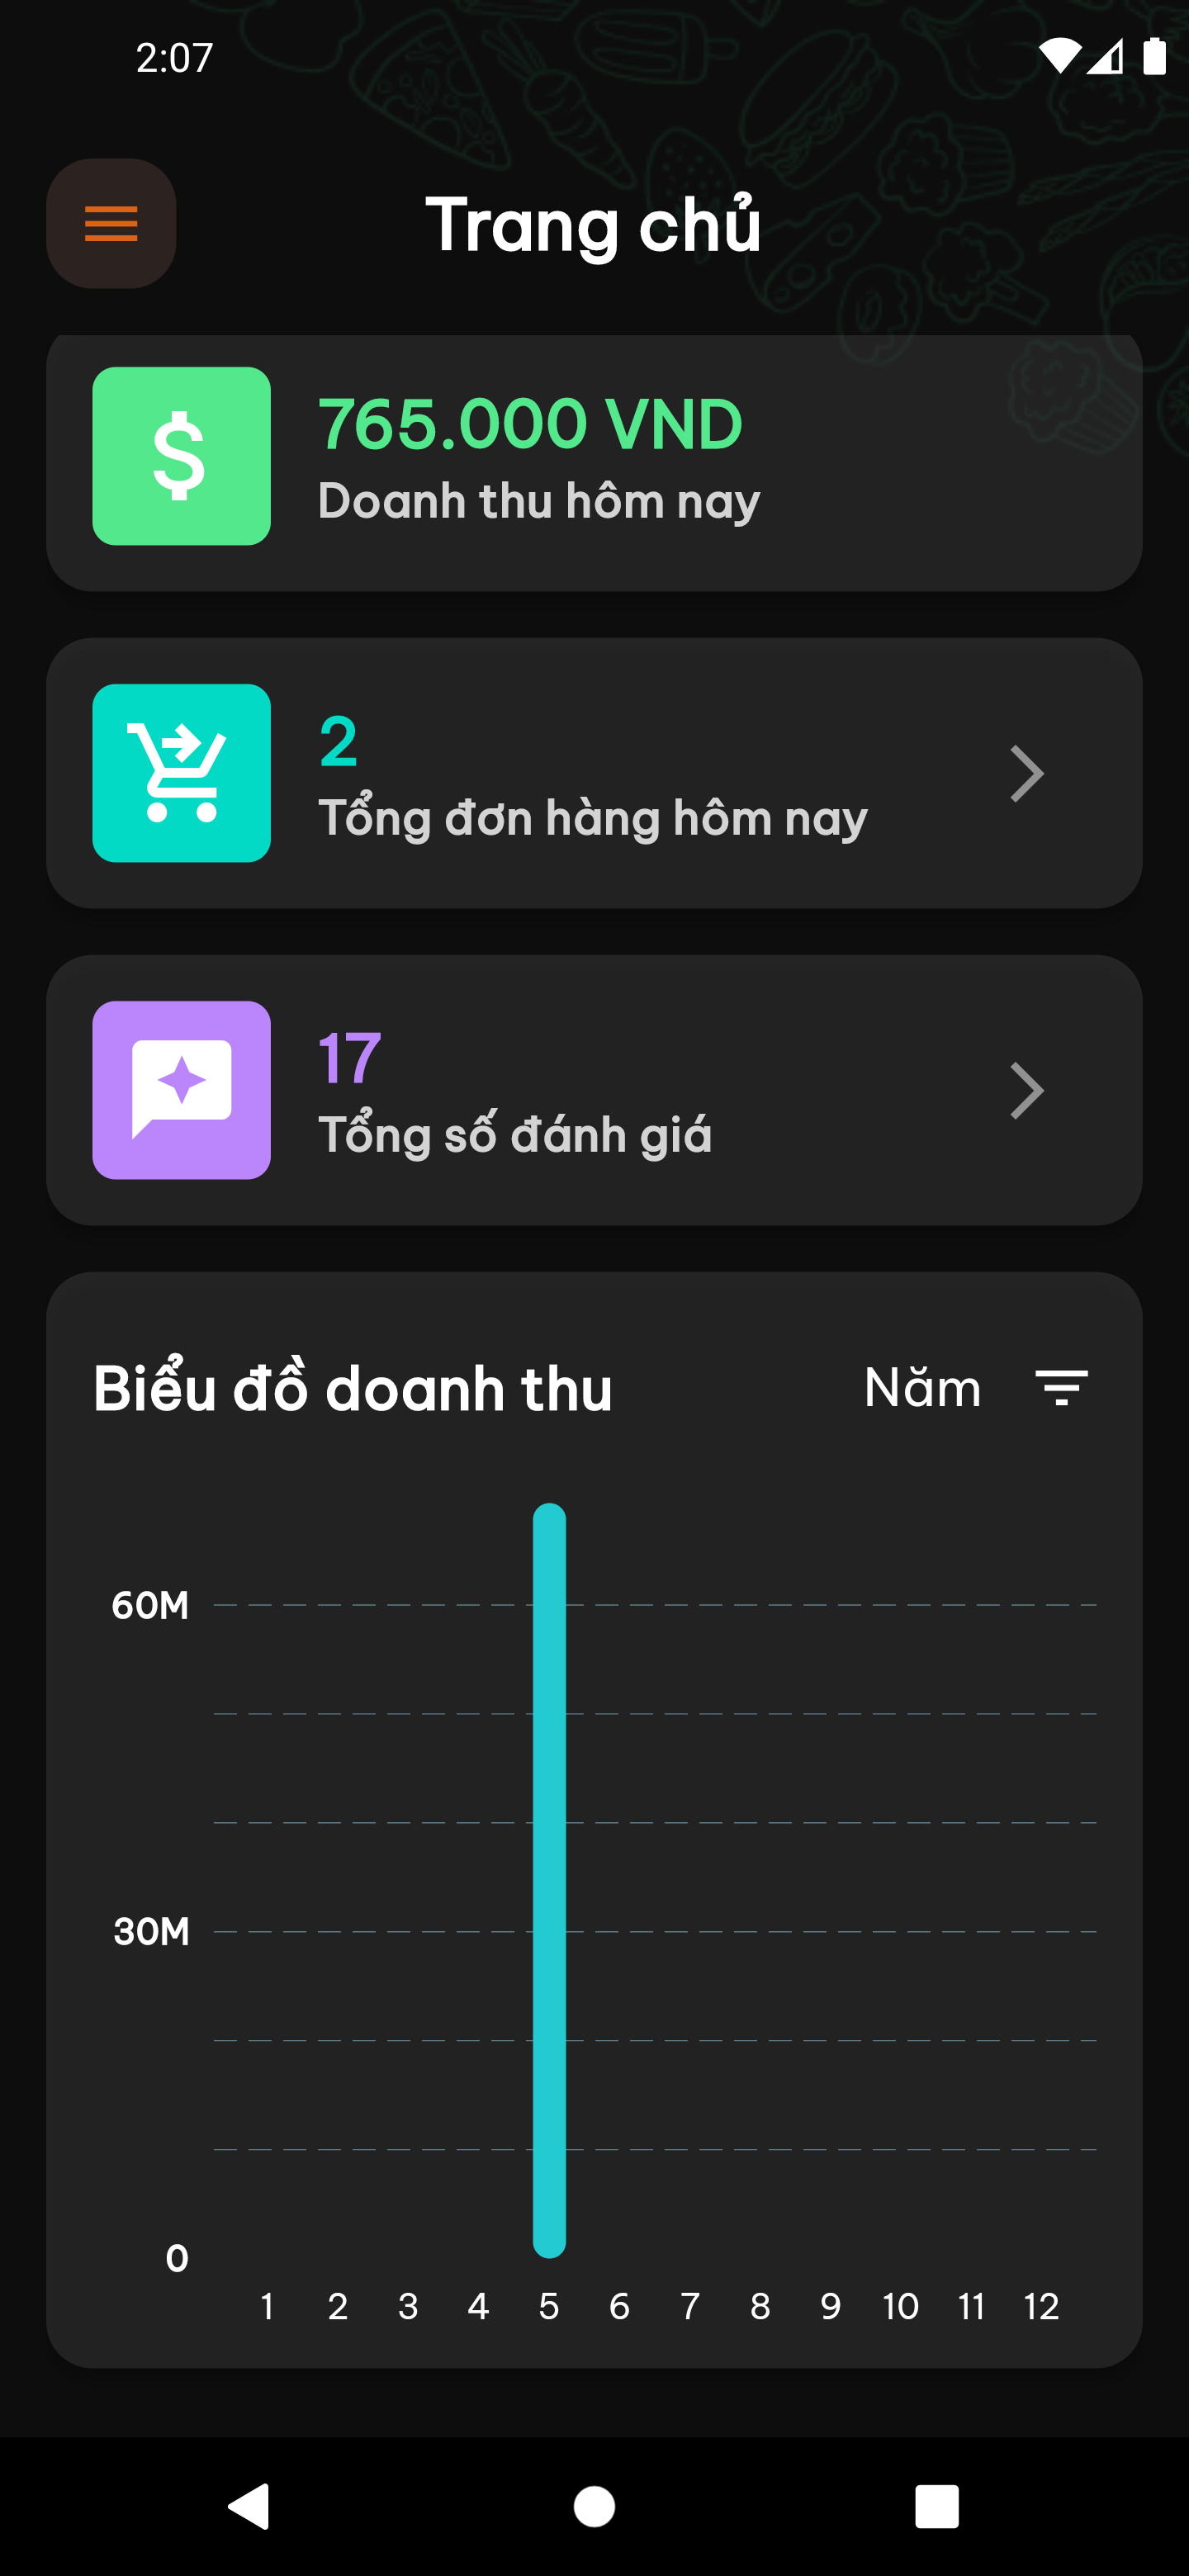 2:07
Trang chủ
765.000 VND
Doanh thu hôm nay
2
Tổng đơn hàng hôm nay
17
Tổng số đánh giá
Biểu đồ doanh thu Năm
60M
30M
0
1 2 3 4 5 6 7 8 9 10 11 12